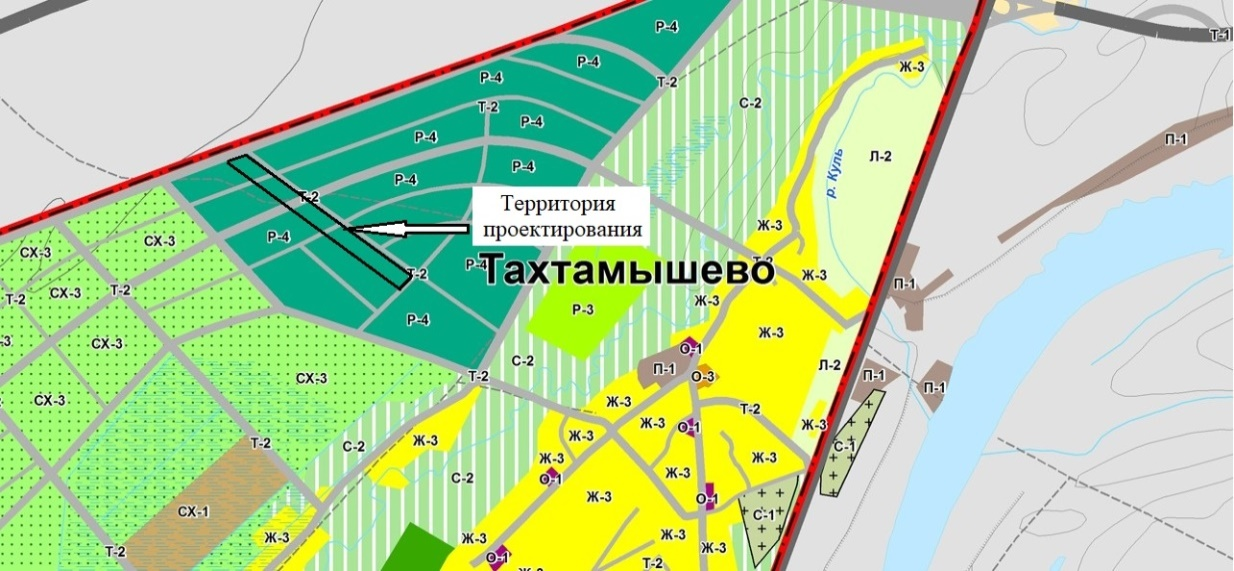 Р-4
Р-4
Т-1
Р-4
Т-2
Ж-3
Т-2
С-2
Р-4
Р-4
П-1
Л-2
Р-4
р. Куль
Р-4
Т-2
Территория
проектирования
Ж-3
Р-4
СХ-3
СХ-3
Т-2
Р-4
Тахтамышево
Т-2
Ж-3
П-1
Т-2
СХ-3
Т-2
Ж-3
Р-3
Р-4
Ж-3
-3
СХ-3
О-1
С-2
Л-2
П-1
О-3
П-1
Т-2
СХ-3
П-1
СХ-3
Ж-3
Т-2
Ж-3
Ж-3
О-1
Ж-3
Ж-3
Т-2
С-2
С-1
Ж-3
Ж-3
Ж-3
С-2
О-1
Ж-3
О-1
СХ-1
С-1
Ж-3
Ж-3
Ж-3
Ж-3
Т-2
О-1
Т-2
Ж-3